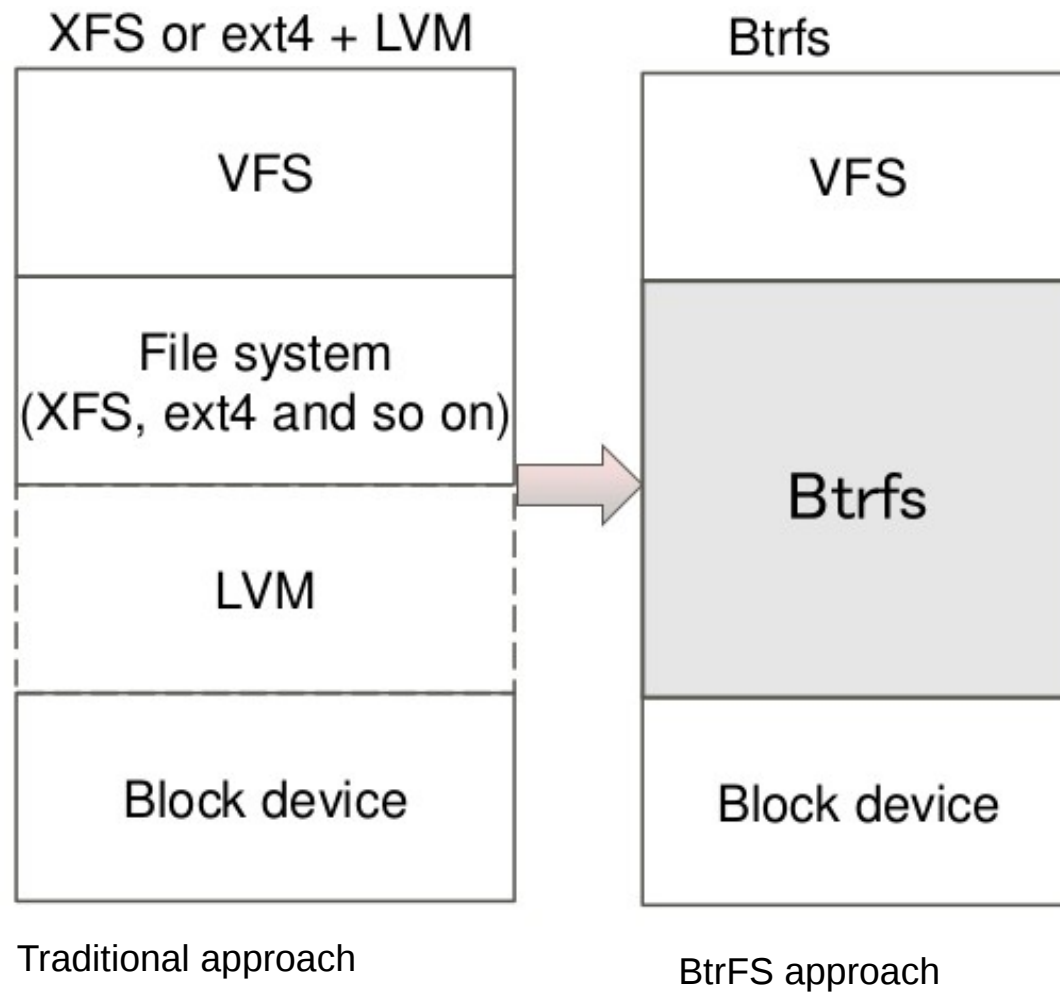 XFS or ext4 + LVM
VFS
File system
(XFS, ext4 and so on)
LVM
Block device
Traditional approach
Btrfs
VFS
Btrfs
Block device
BtrFS approach